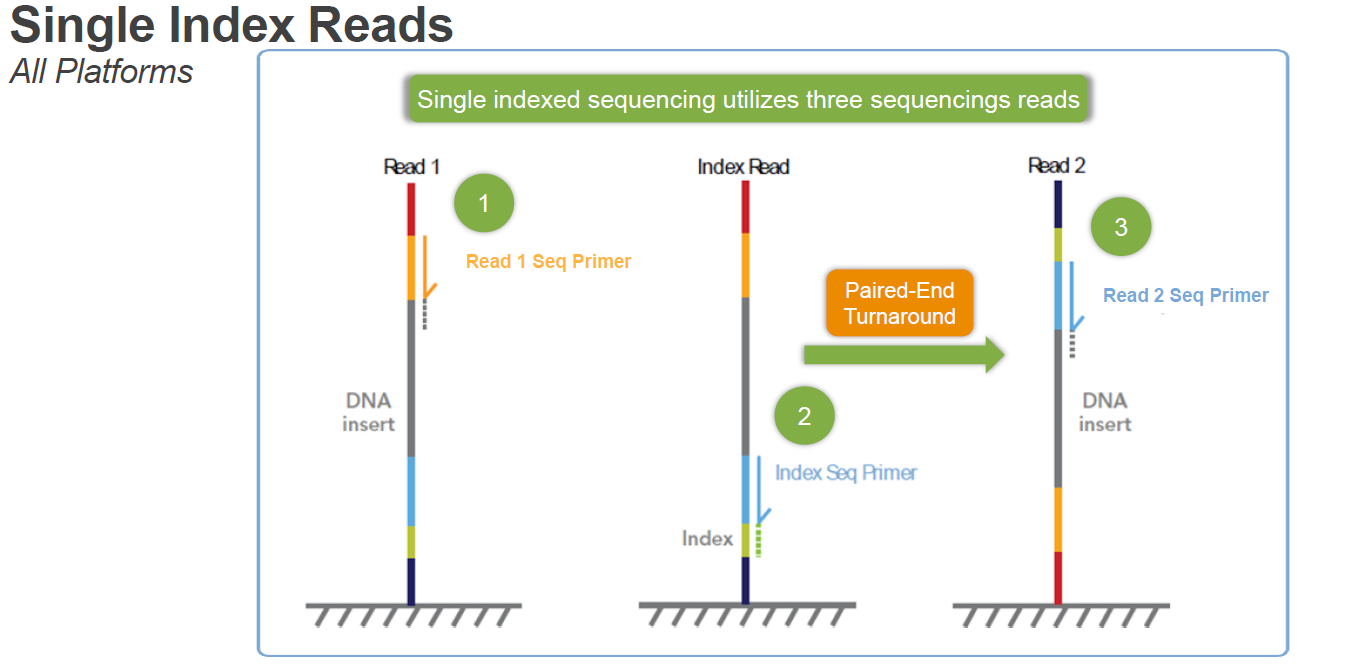 Single Index Reads
All Platforms
Single indexed sequencing utilizes three sequencings reads
Read 1
1
Read 1 Seq Primer
DNA
insert
Index Read
2
Index Seq Primer
Index
Paired-End
Turnaround
Read 2
3
Read 2 Seq Primer
DNA
insert